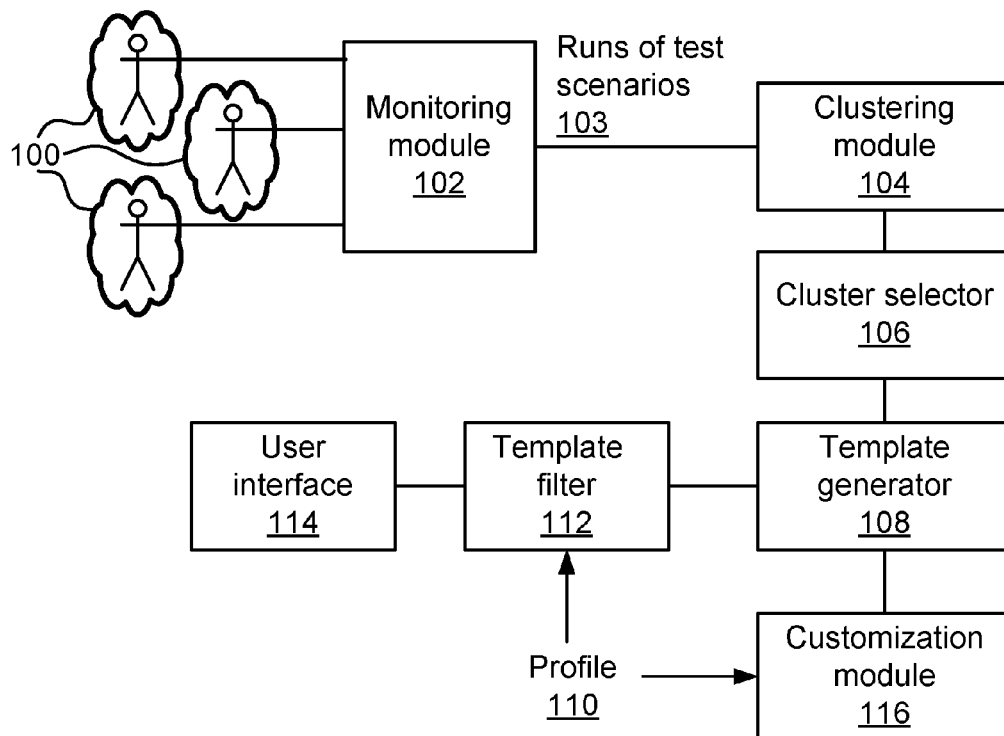 100
Monitoring
module
102
Runs of test
scenarios
103
Clustering
module
104
Cluster selector
106
User
interface
114
Template
filter
112
Template
generator
108
Profile
110
Customization
module
116